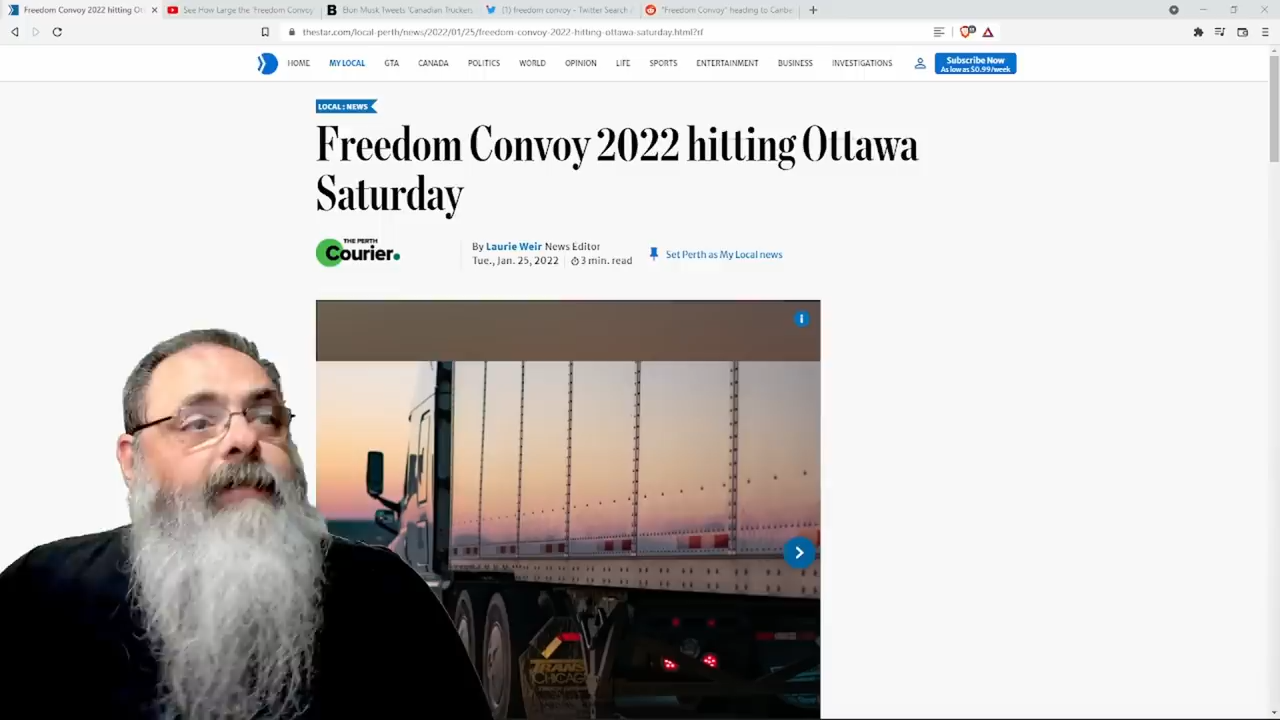 Freedom Convoy 2022 hitting Ot
See How Large the 'Freedom Convoy
Elon Musk Tweets 'Canadian Truckers
(1) freedom convoy - Twitter Search /
"Freedom Convoy" heading to Canbe
thestar.com/local-perth/news/2022/01/25/freedom-convoy-2022-hitting-ottawa-saturday.html?rf
HOME MY LOCAL GTA CANADA POLITICS WORLD OPINION LIFE SPORTS ENTERTAINMENT BUSINESS INVESTIGATIONS
Subscribe Now
As low as $0.99/week
LOCAL: NEWS
Freedom Convoy 2022 hitting Ottawa
Saturday
THE PERTH
Courier.
By Laurie Weir News Editor
Tue., Jan. 25, 2022
3 min. read
Set Perth as My Local news
i
TRANS
CHICAGO